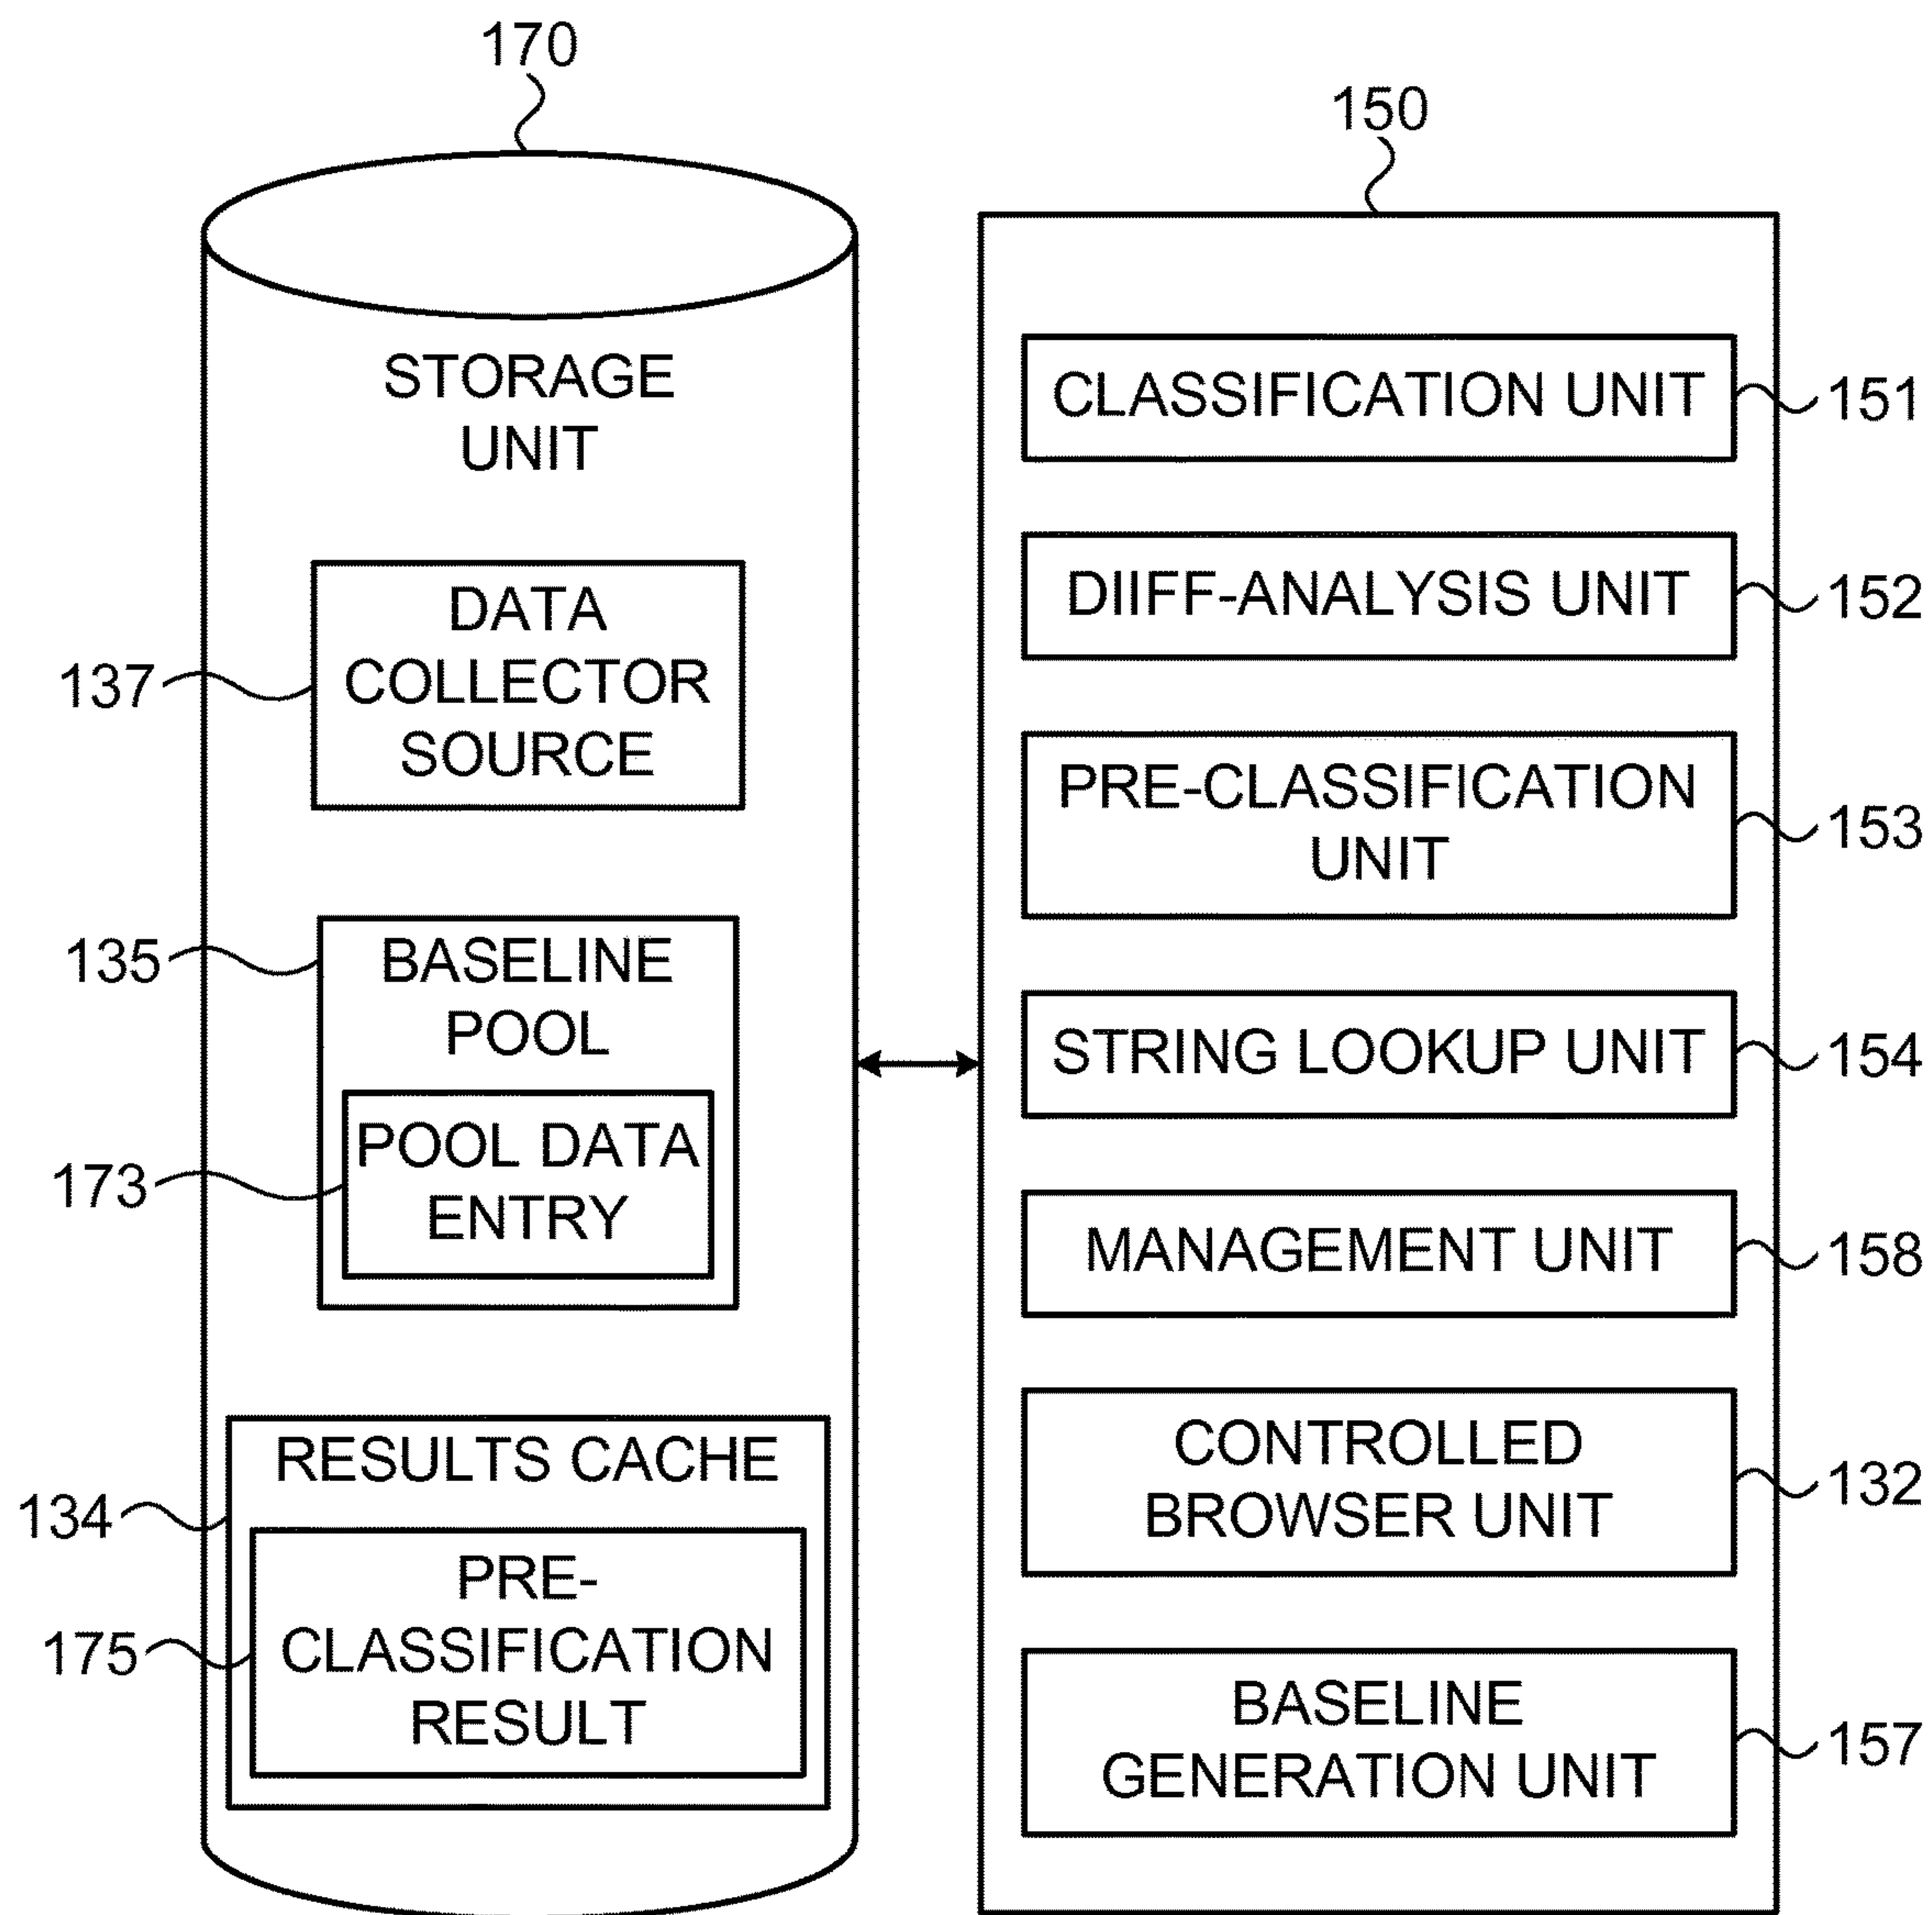 170
150
STORAGE
UNIT
DATA
COLLECTOR
SOURCE
137
BASELINE
POOL
135
POOL DATA
ENTRY
173
RESULTS CACHE
134
PRE-
CLASSIFICATION
RESULT
175
CLASSIFICATION UNIT
151
DIIFF-ANALYSIS UNIT
152
PRE-CLASSIFICATION
UNIT
153
STRING LOOKUP UNIT
154
MANAGEMENT UNIT
158
CONTROLLED
BROWSER UNIT
132
BASELINE
GENERATION UNIT
157